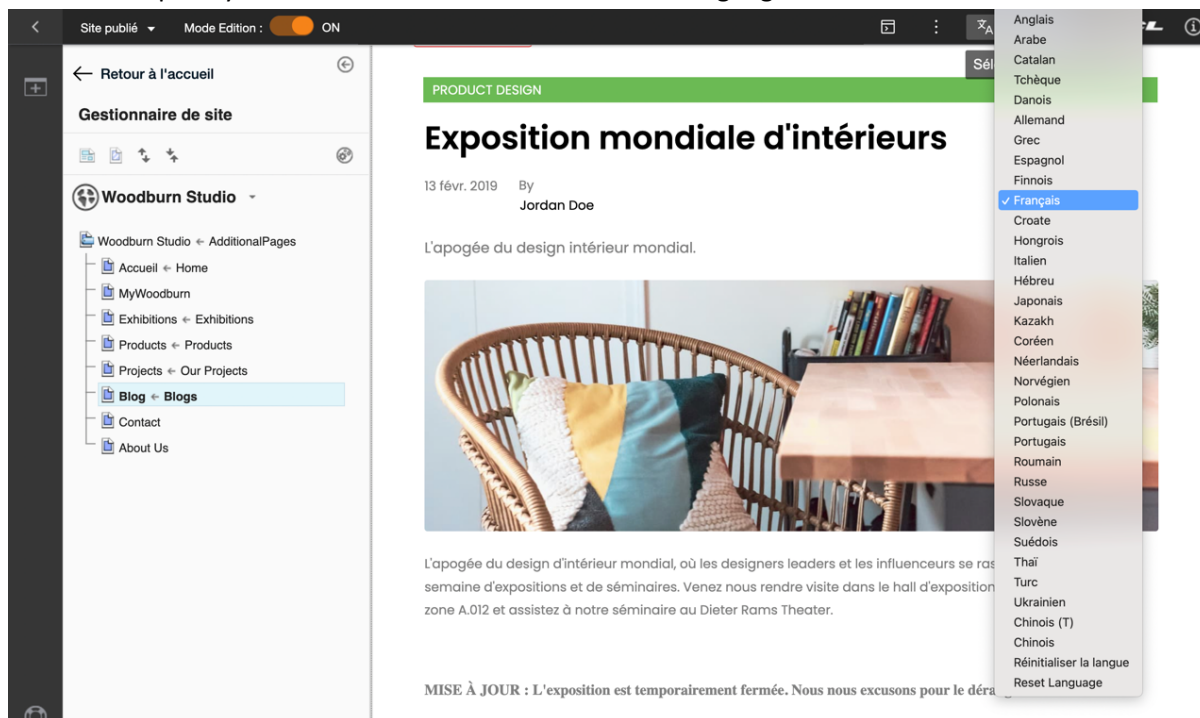 Site publié
Mode Edition :
ON
Retour à l'accueil
Gestionnaire de site
Woodburn Studio
Woodburn Studio ← AdditionalPages
Accueil ← Home
MyWoodburn
Exhibitions ← Exhibitions
Products ← Products
Projects ← Our Projects
Blog ← Blogs
Contact
About Us
Sél
PRODUCT DESIGN
Exposition mondiale d'intérieurs
13 févr. 2019 By
Jordan Doe
L'apogée du design intérieur mondial.
L'apogée du design d'intérieur mondial, où les designers leaders et les influenceurs se ras
semaine d'expositions et de séminaires. Venez nous rendre visite dans le hall d'exposition
zone A.012 et assistez à notre séminaire au Dieter Rams Theater.
MISE À JOUR : L'exposition est temporairement fermée. Nous nous excusons pour le déra
Anglais
Arabe
Catalan
Tchèque
Danois
Allemand
Grec
Espagnol
Finnois
✓ Français
Croate
Hongrois
Italien
Hébreu
Japonais
Kazakh
Coréen
Néerlandais
Norvégien
Polonais
Portugais (Brésil)
Portugais
Roumain
Russe
Slovaque
Slovène
Suédois
Thaï
Turc
Ukrainien
Chinois (T)
Chinois
Réinitialiser la langue
Reset Language